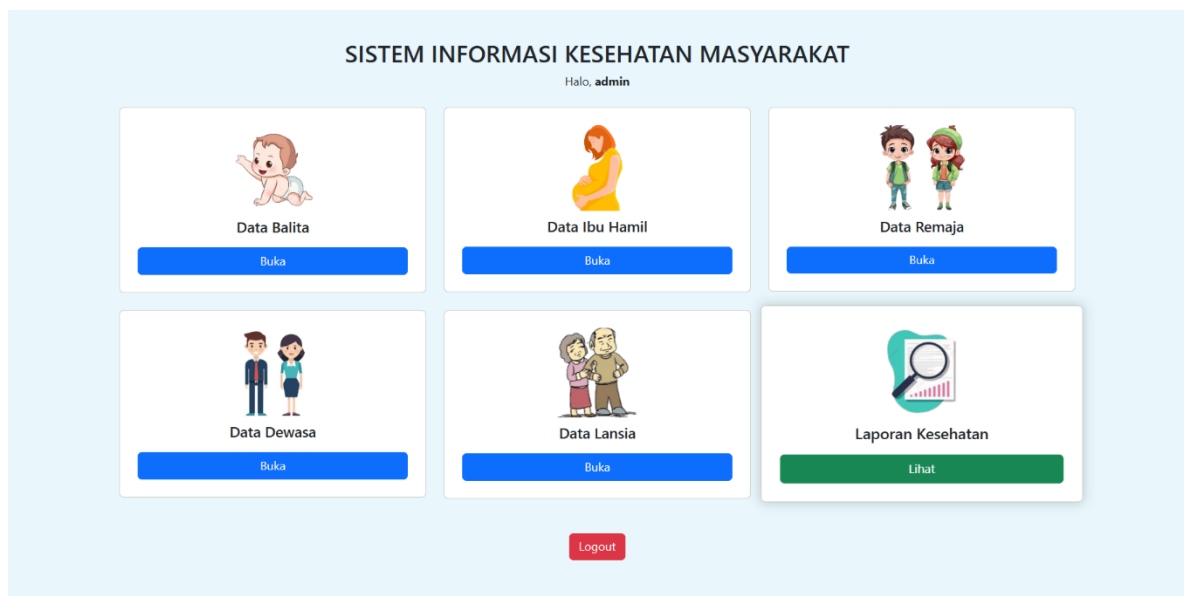 SISTEM INFORMASI KESEHATAN MASYARAKAT
Halo, admin
Data Balita
Buka
Data Ibu Hamil
Buka
Data Remaja
Buka
Data Dewasa
Buka
Data Lansia
Buka
Laporan Kesehatan
Lihat
Logout